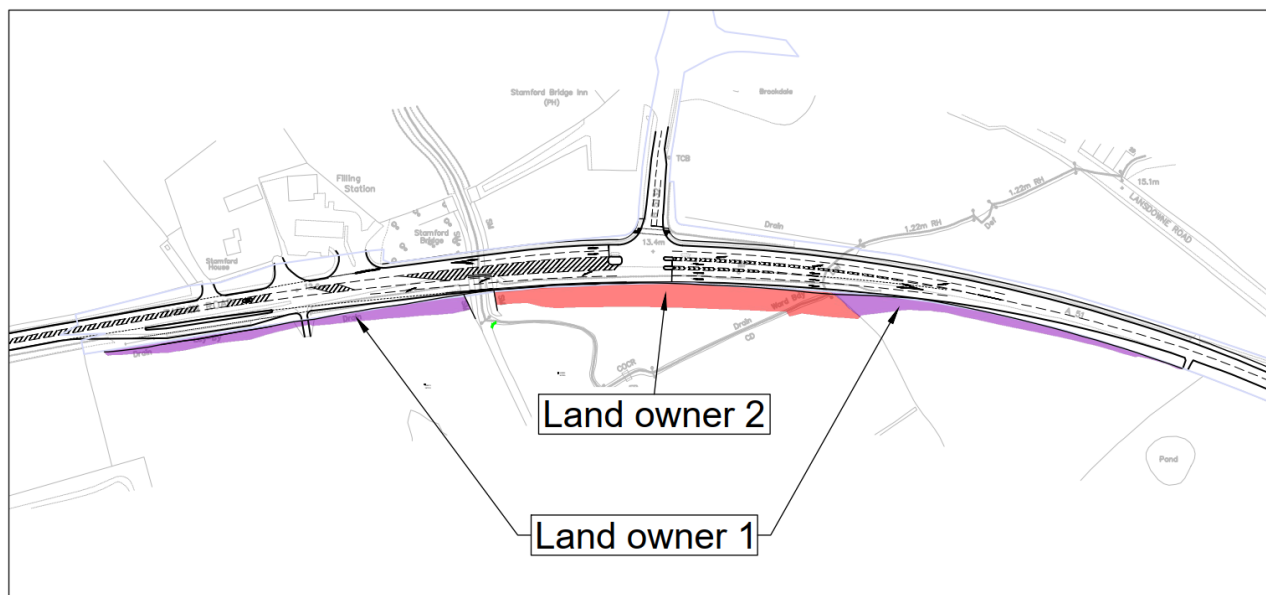 Stamford Bridge Inn
(PH)
Brookdale
TCB
Filling
Station
1.22m RH
15.1m
LANSDOWNE ROAD
Def
1.22m RH
Drain
Stamford
Bridge
13.4m
Stamford
House
A 51
Drain
Ward Bdy
Drain
CD
Drain
COCR
Land owner 2
Pond
Land owner 1